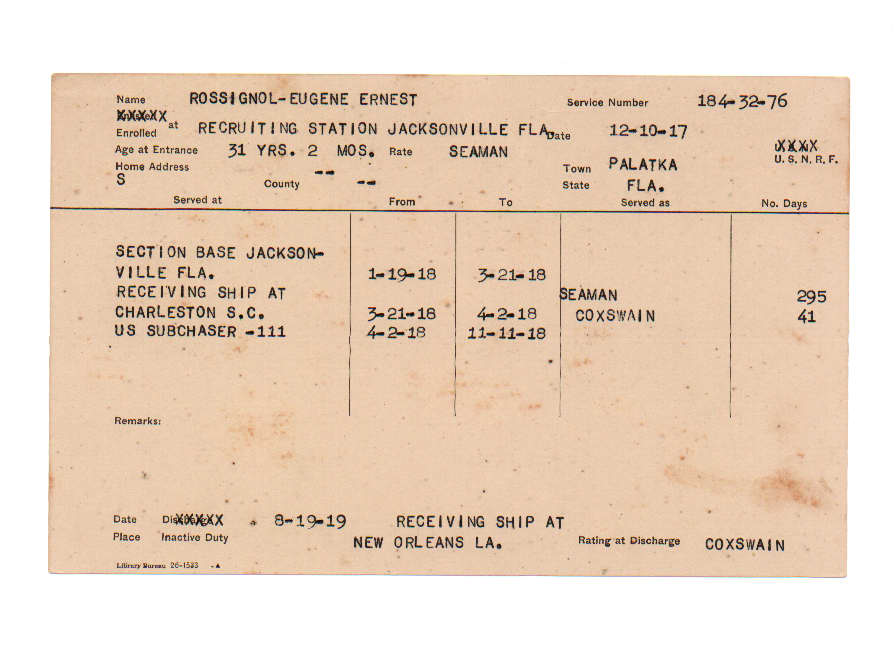 Name ROSSIGNOL-EUGENE ERNEST Service Number 184-32-76
XXXXX
Enrolled at RECRUITING STATION JACKSONVILLE FLA. Date 12-10-17
Age at Entrance 31 YRS. 2 MOS. Rate SEAMAN XXXX
U. S. N. R. F.
Home Address -- Town PALATKA
S County -- State FLA.
Served at From To Served as No. Days
SECTION BASE JACKSON-
VILLE FLA. 1-19-18 3-21-18
RECEIVING SHIP AT SEAMAN 295
CHARLESTON S.C. 3-21-18 4-2-18 COXSWAIN 41
US SUBCHASER -111 4-2-18 11-11-18
Remarks:
Date XXXXX 8-19-19 RECEIVING SHIP AT
Place Inactive Duty NEW ORLEANS LA. Rating at Discharge COXSWAIN
Library Bureau 26-1533